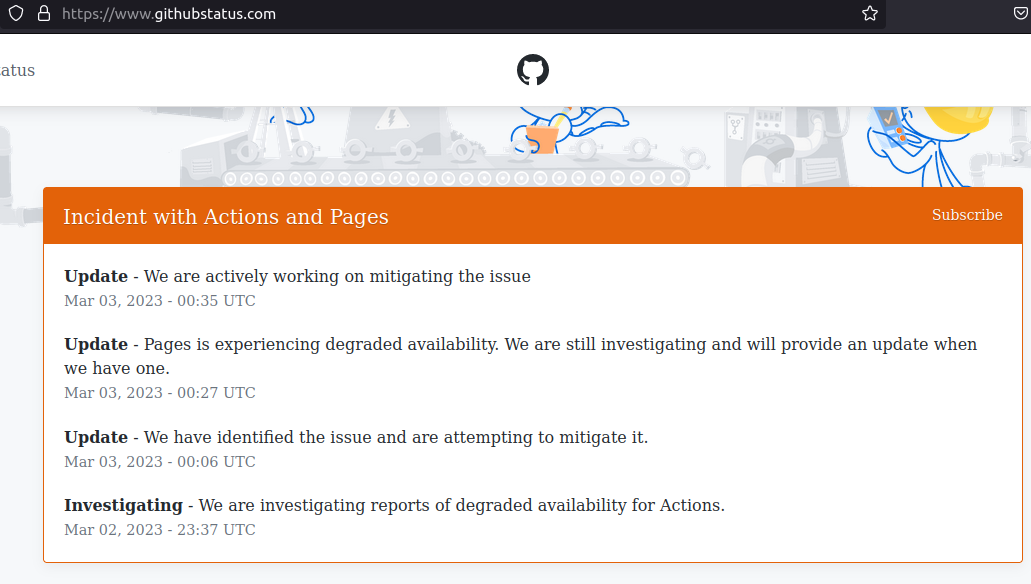 https://www.githubstatus.com
tatus
Incident with Actions and Pages
Subscribe
Update - We are actively working on mitigating the issue
Mar 03, 2023 - 00:35 UTC
Update - Pages is experiencing degraded availability. We are still investigating and will provide an update when
we have one.
Mar 03, 2023 - 00:27 UTC
Update - We have identified the issue and are attempting to mitigate it.
Mar 03, 2023 - 00:06 UTC
Investigating - We are investigating reports of degraded availability for Actions.
Mar 02, 2023 - 23:37 UTC